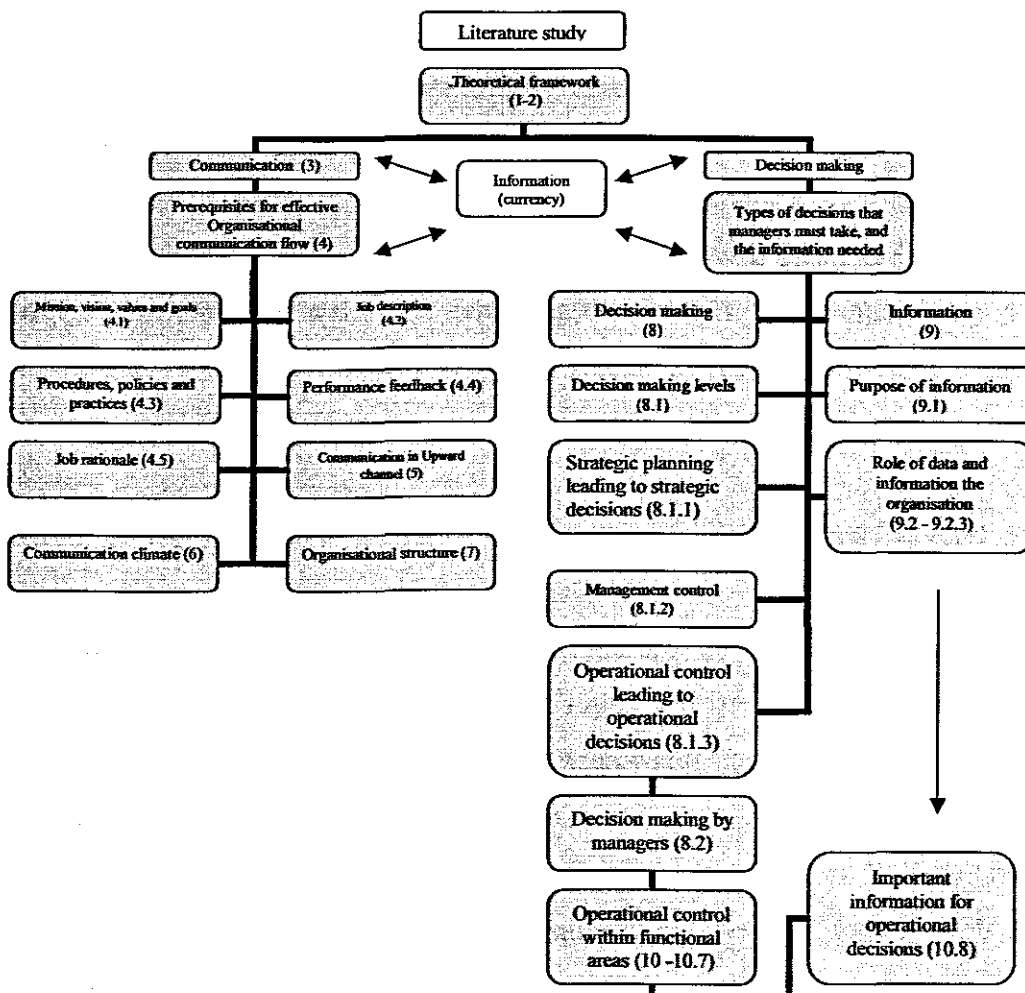 Literature study
Theoretical framework
(1-2)
Communication (3)
Information
(currency)
Decision making
Prerequisites for effective
Organisational
communication flow (4)
Types of decisions that
managers must take, and
the information needed
Mission, vision, values and goals
(4.1)
Job description
(4.2)
Decision making
(8)
Information
(9)
Procedures, policies and
practices (4.3)
Performance feedback (4.4)
Decision making levels
(8.1)
Purpose of information
(9.1)
Job rationale (4.5)
Communication in Upward
channel (5)
Strategic planning
leading to strategic
decisions (8.1.1)
Role of data and
information the
organisation
(9.2 - 9.2.3)
Communication climate (6)
Organisational structure (7)
Management control
(8.1.2)
Operational control
leading to
operational
decisions (8.1.3)
Decision making by
managers (8.2)
Important
information for
operational
decisions (10.8)
Operational control
within functional
areas (10 -10.7)